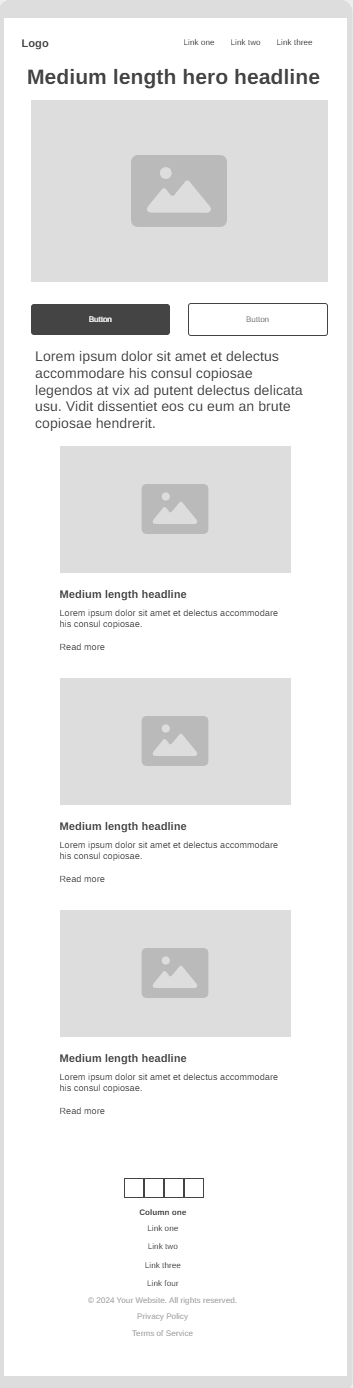 Logo
Link one
Link two
Link three
Medium length hero headline
Button
Button
Lorem ipsum dolor sit amet et delectus
accommodare his consul copiosae
legendos at vix ad putent delectus delicata
usu. Vidit dissentiet eos cu eum an brute
copiosae hendrerit.
Medium length headline
Lorem ipsum dolor sit amet et delectus accommodare
his consul copiosae.
Read more
Medium length headline
Lorem ipsum dolor sit amet et delectus accommodare
his consul copiosae.
Read more
Medium length headline
Lorem ipsum dolor sit amet et delectus accommodare
his consul copiosae.
Read more
Column one
Link one
Link two
Link three
Link four
© 2024 Your Website. All rights reserved.
Privacy Policy
Terms of Service